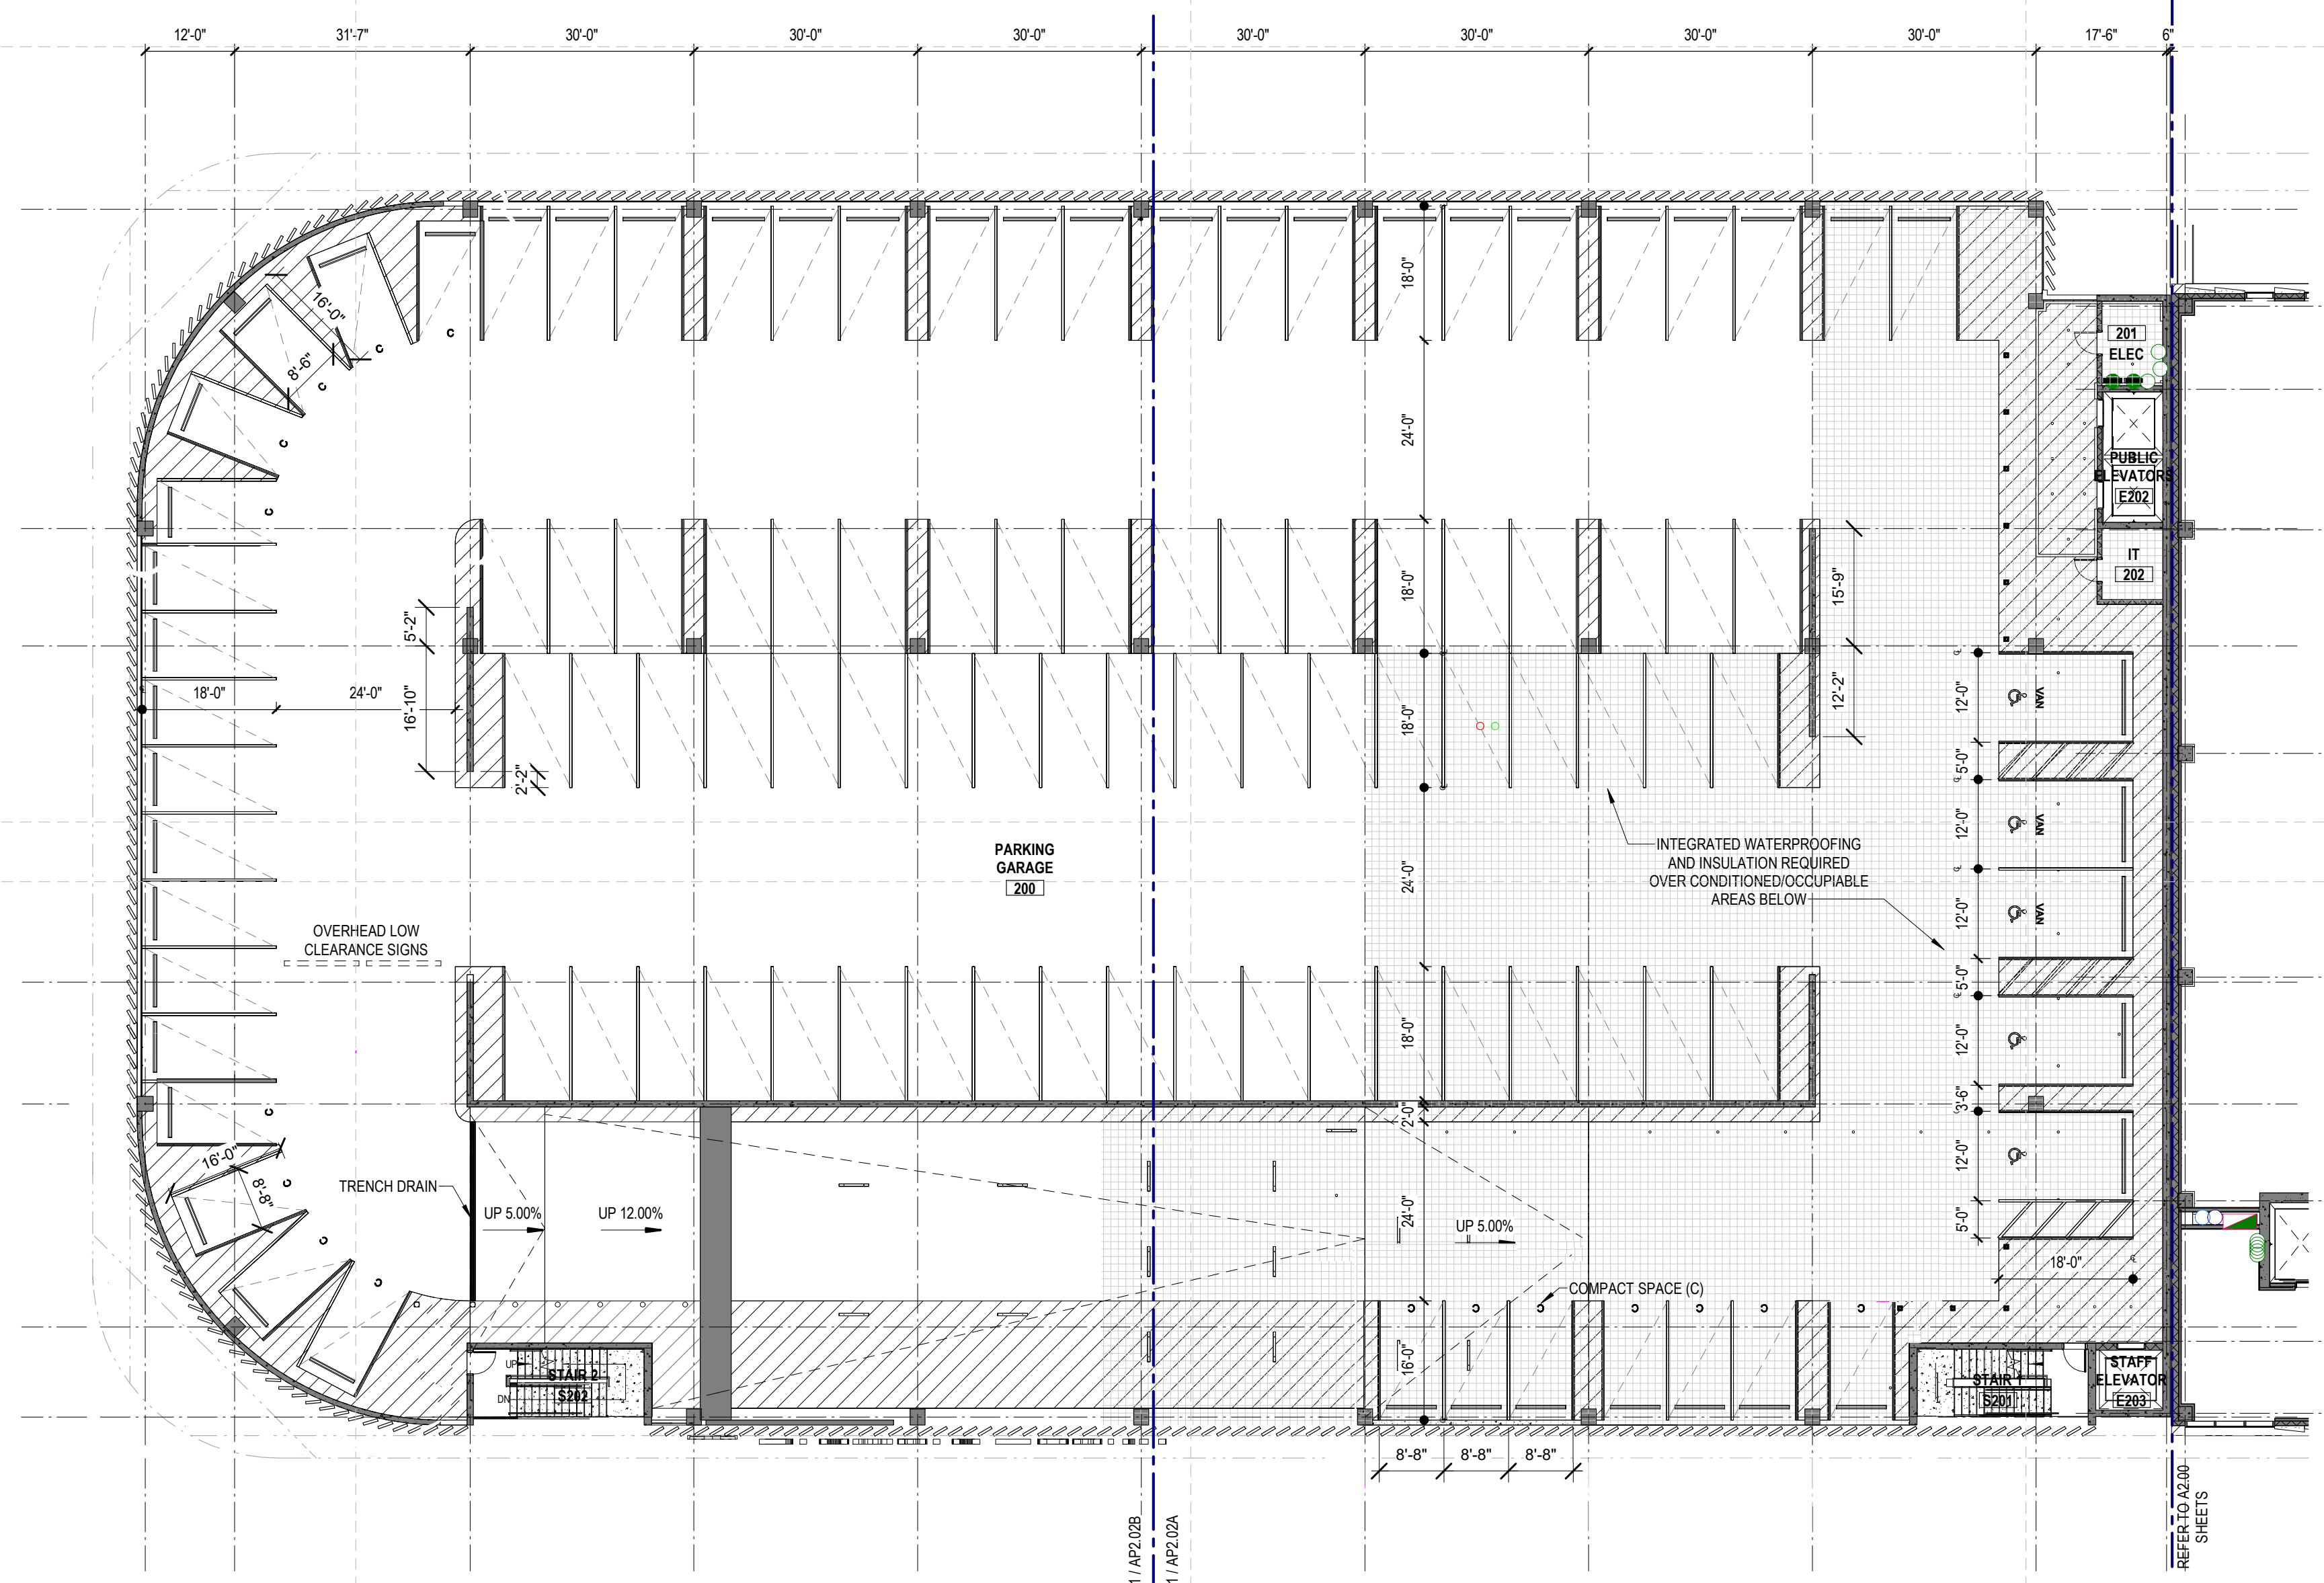 12'-0"
31'-7"
30'-0"
30'-0"
30'-0"
30'-0"
30'-0"
30'-0"
30'-0"
17'-6"
6"
18'-0"
16'-0"
8'-6"
C
C
C
C
C
201
ELEC
24'-0"
PUBLIC
ELEVATORS
E202
IT
202
18'-0"
15'-9"
5'-2"
18'-0"
24'-0"
16'-10"
2'-2"
18'-0"
12'-2"
12'-0"
VAN
5'-0"
12'-0"
VAN
PARKING
GARAGE
200
24'-0"
INTEGRATED WATERPROOFING
AND INSULATION REQUIRED
OVER CONDITIONED/OCCUPIABLE
AREAS BELOW
12'-0"
VAN
OVERHEAD LOW
CLEARANCE SIGNS
5'-0"
18'-0"
12'-0"
3'-6"
2'-0"
C
16'-0"
8'-8"
C
C
C
12'-0"
TRENCH DRAIN
UP 5.00%
UP 12.00%
24'-0"
UP 5.00%
5'-0"
18'-0"
COMPACT SPACE (C)
C
C
C
C
C
C
C
C
16'-0"
UP
DN
STAIR 2
S202
STAIR 1
S201
STAFF
ELEVATOR
E203
8'-8"
8'-8"
8'-8"
1 / AP2.02B
1 / AP2.02A
REFER TO A2.00
SHEETS